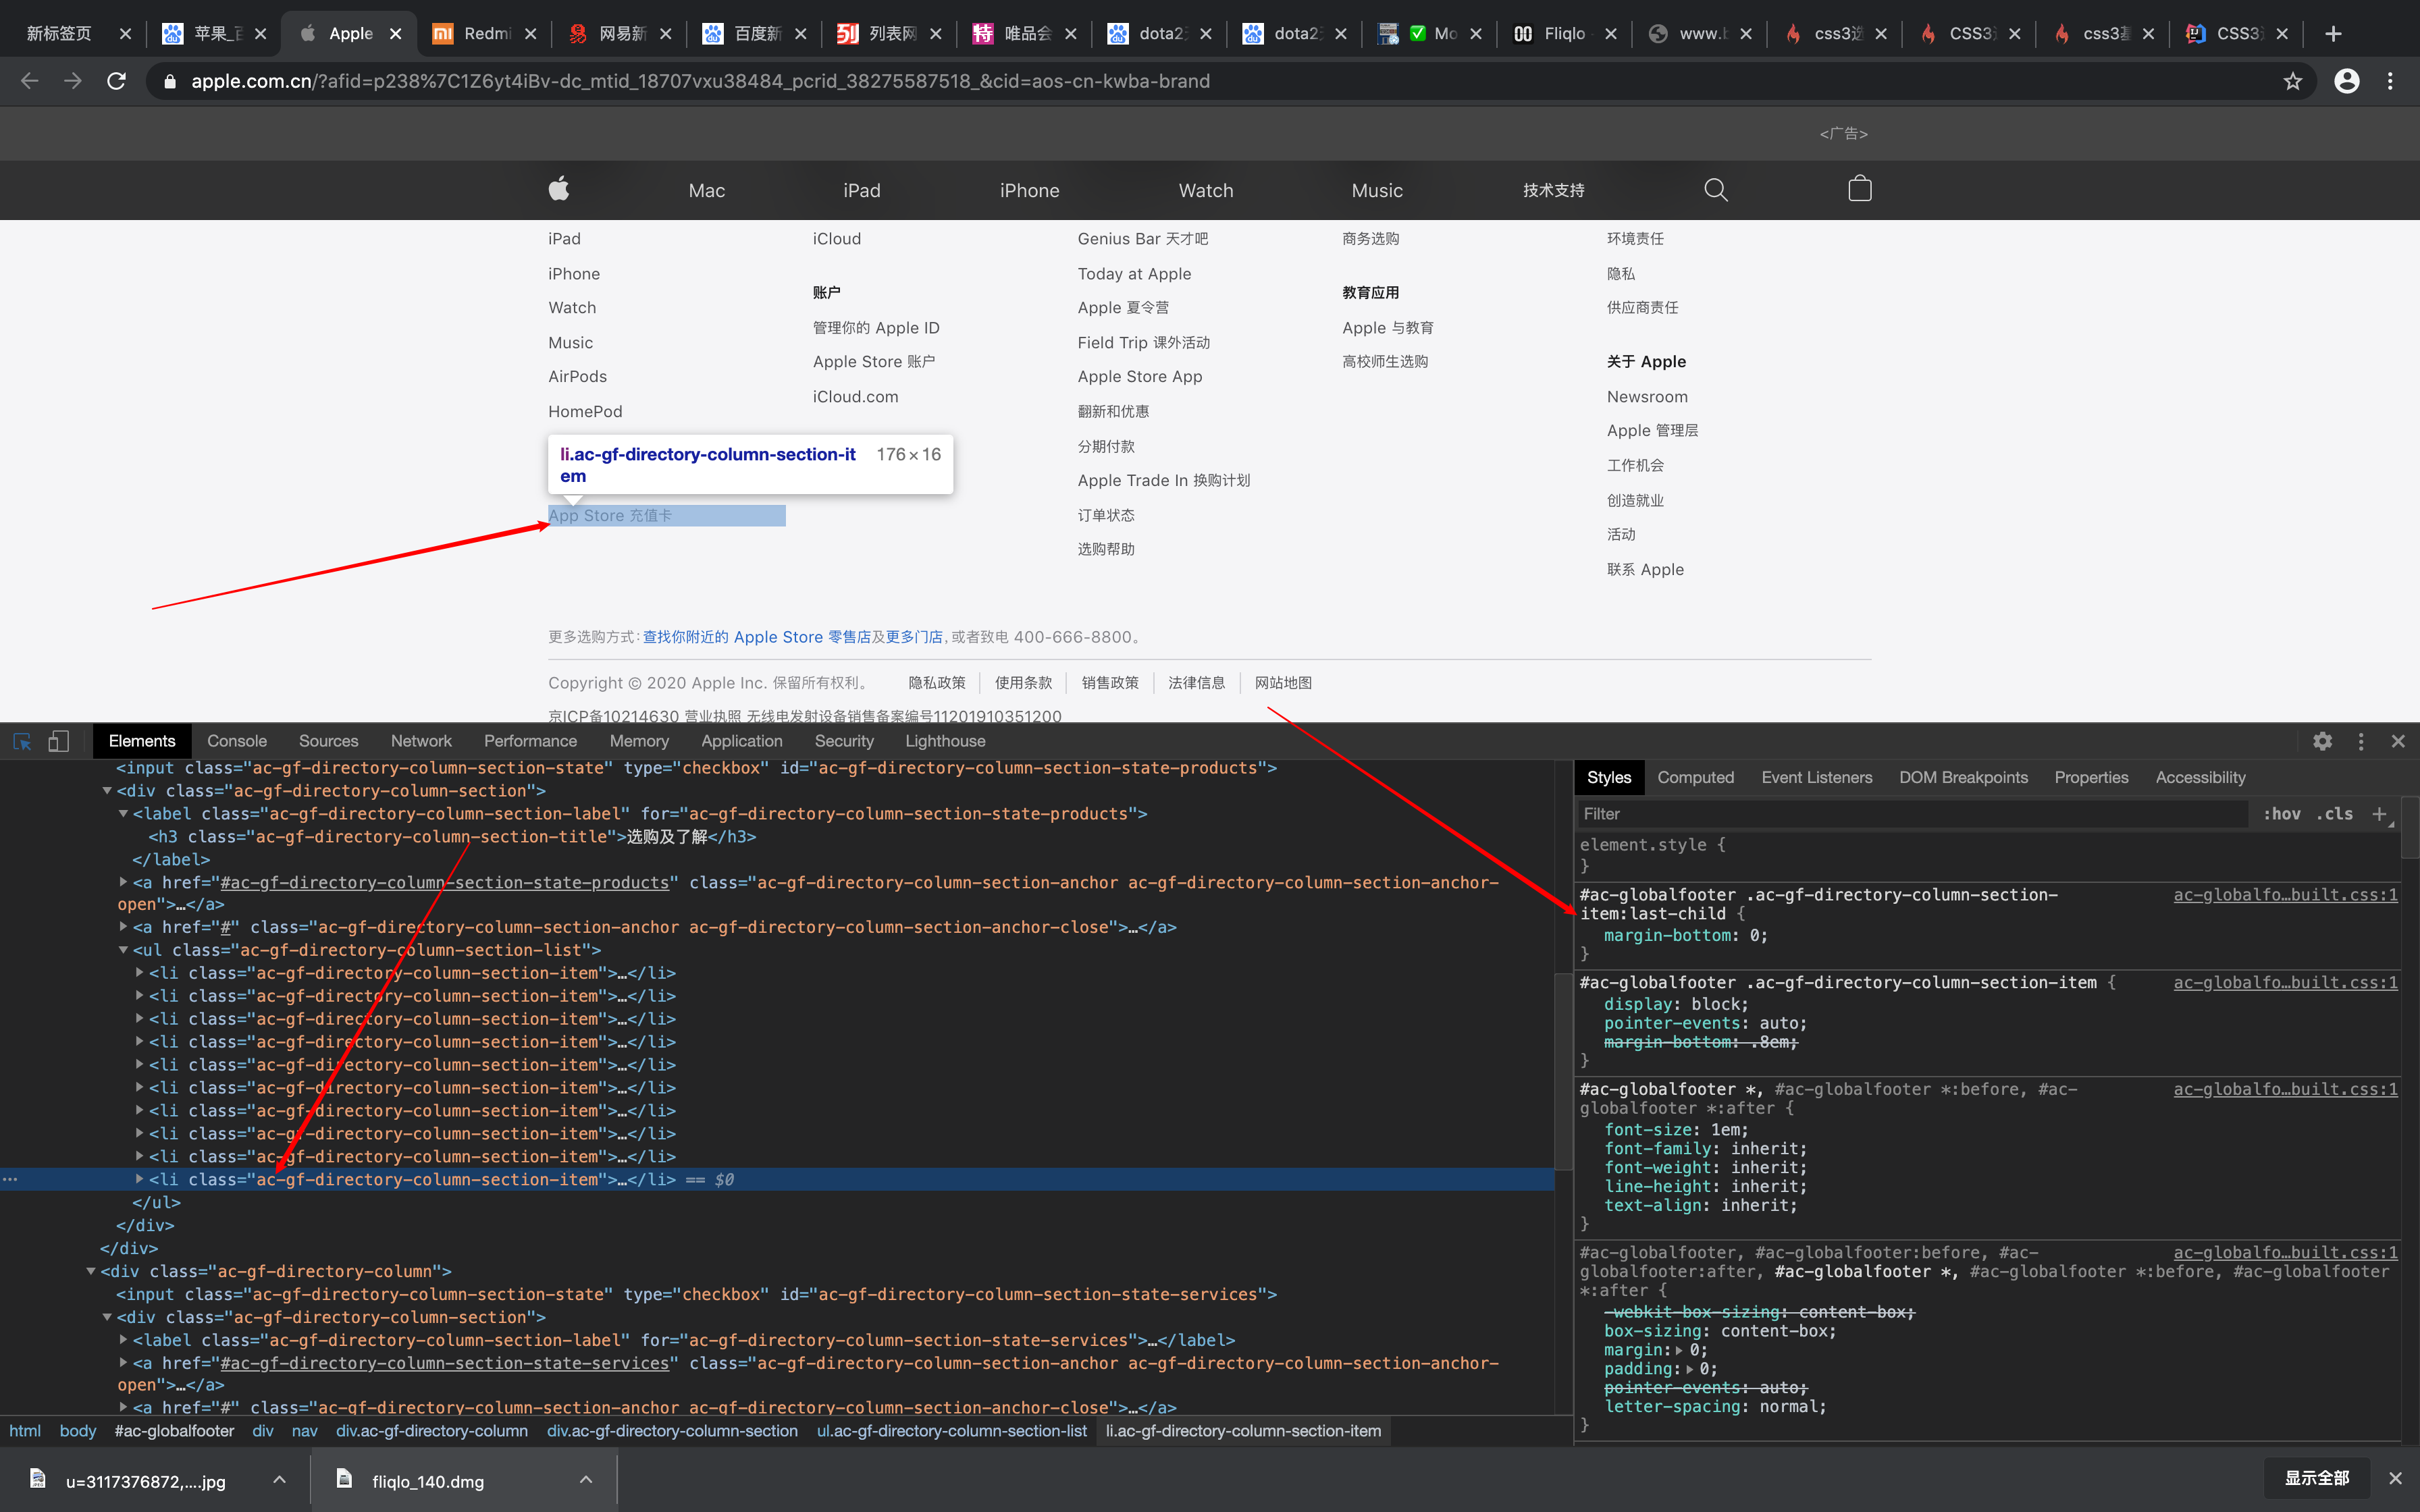 新标签页
苹果_百
Apple
Redmi
网易新
百度新
列表网
唯品会
dota2
dota2
Mo
Fliqlo
www.b
css3选
CSS3
css3基
CSS3
apple.com.cn/?afid=p238%7C1Z6yt4iBv-dc_mtid_18707vxu38484_pcrid_38275587518_&cid=aos-cn-kwba-brand
<广告>
Mac
iPad
iPhone
Watch
Music
技术支持
iPad
iPhone
Watch
Music
AirPods
HomePod
li.ac-gf-directory-column-section-it
em
176×16
App Store 充值卡
iCloud
账户
管理你的 Apple ID
Apple Store 账户
iCloud.com
Genius Bar 天才吧
Today at Apple
Apple 夏令营
Field Trip 课外活动
Apple Store App
翻新和优惠
分期付款
Apple Trade In 换购计划
订单状态
选购帮助
商务选购
教育应用
Apple 与教育
高校师生选购
环境责任
隐私
供应商责任
关于 Apple
Newsroom
Apple 管理层
工作机会
创造就业
活动
联系 Apple
更多选购方式：查找你附近的 Apple Store 零售店及更多门店，或者致电 400-666-8800。
Copyright © 2020 Apple Inc. 保留所有权利。
隐私政策
使用条款
销售政策
法律信息
网站地图
京ICP备10214630 营业执照 无线电发射设备销售备案编号11201910351200
Elements
Console
Sources
Network
Performance
Memory
Application
Security
Lighthouse
<input class="ac-gf-directory-column-section-state" type="checkbox" id="ac-gf-directory-column-section-state-products">
<div class="ac-gf-directory-column-section">
<label class="ac-gf-directory-column-section-label" for="ac-gf-directory-column-section-state-products">
<h3 class="ac-gf-directory-column-section-title">选购及了解</h3>
</label>
<a href="#ac-gf-directory-column-section-state-products" class="ac-gf-directory-column-section-anchor ac-gf-directory-column-section-anchor-
open">…</a>
<a href="#" class="ac-gf-directory-column-section-anchor ac-gf-directory-column-section-anchor-close">…</a>
<ul class="ac-gf-directory-column-section-list">
<li class="ac-gf-directory-column-section-item">…</li>
<li class="ac-gf-directory-column-section-item">…</li>
<li class="ac-gf-directory-column-section-item">…</li>
<li class="ac-gf-directory-column-section-item">…</li>
<li class="ac-gf-directory-column-section-item">…</li>
<li class="ac-gf-directory-column-section-item">…</li>
<li class="ac-gf-directory-column-section-item">…</li>
<li class="ac-gf-directory-column-section-item">…</li>
<li class="ac-gf-directory-column-section-item">…</li>
<li class="ac-gf-directory-column-section-item">…</li> == $0
</ul>
</div>
</div>
<div class="ac-gf-directory-column">
<input class="ac-gf-directory-column-section-state" type="checkbox" id="ac-gf-directory-column-section-state-services">
<div class="ac-gf-directory-column-section">
<label class="ac-gf-directory-column-section-label" for="ac-gf-directory-column-section-state-services">…</label>
<a href="#ac-gf-directory-column-section-state-services" class="ac-gf-directory-column-section-anchor ac-gf-directory-column-section-anchor-
open">…</a>
<a href="#" class="ac-gf-directory-column-section-anchor ac-gf-directory-column-section-anchor-close">…</a>
html body #ac-globalfooter div nav div.ac-gf-directory-column div.ac-gf-directory-column-section ul.ac-gf-directory-column-section-list li.ac-gf-directory-column-section-item
Styles
Computed
Event Listeners
DOM Breakpoints
Properties
Accessibility
Filter
:hov .cls +
element.style {
}
#ac-globalfooter .ac-gf-directory-column-section-
item:last-child {
ac-globalfo…built.css:1
margin-bottom: 0;
}
#ac-globalfooter .ac-gf-directory-column-section-item {
ac-globalfo…built.css:1
display: block;
pointer-events: auto;
margin-bottom: .8em;
}
#ac-globalfooter *, #ac-globalfooter *:before, #ac-
globalfooter *:after {
ac-globalfo…built.css:1
font-size: 1em;
font-family: inherit;
font-weight: inherit;
line-height: inherit;
text-align: inherit;
}
#ac-globalfooter, #ac-globalfooter:before, #ac-
globalfooter:after, #ac-globalfooter *, #ac-globalfooter *:before, #ac-globalfooter
*:after {
ac-globalfo…built.css:1
-webkit-box-sizing: content-box;
box-sizing: content-box;
margin: 0;
padding: 0;
pointer-events: auto;
letter-spacing: normal;
}
u=3117376872,....jpg
fliqlo_140.dmg
显示全部